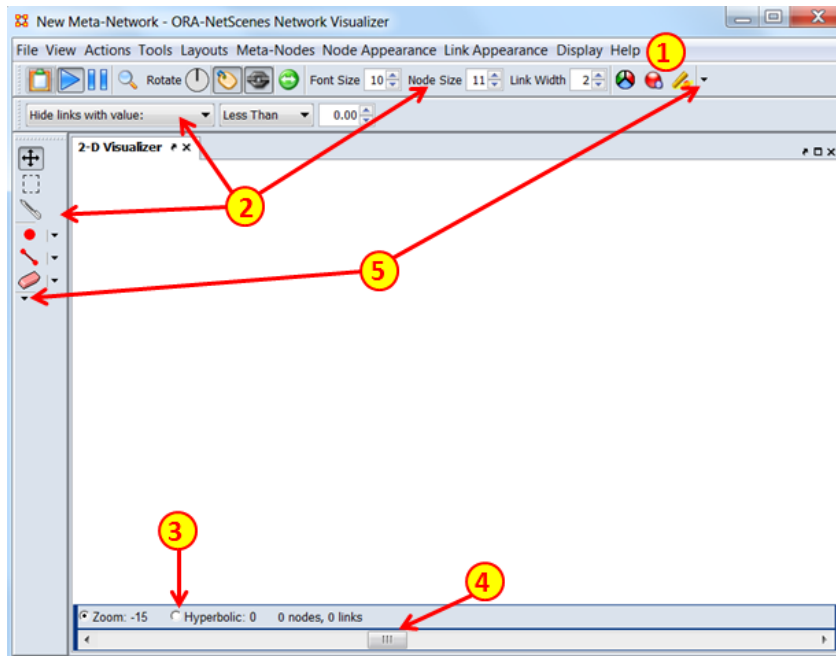 New Meta-Network - ORA-NetScenes Network Visualizer
File View Actions Tools Layouts Meta-Nodes Node Appearance Link Appearance Display Help 1
Rotate Font Size 10 Node Size 11 Link Width 2
Hide links with value: Less Than 0.00
2-D Visualizer
2
5
3
4
Zoom: -15 Hyperbolic: 0 0 nodes, 0 links